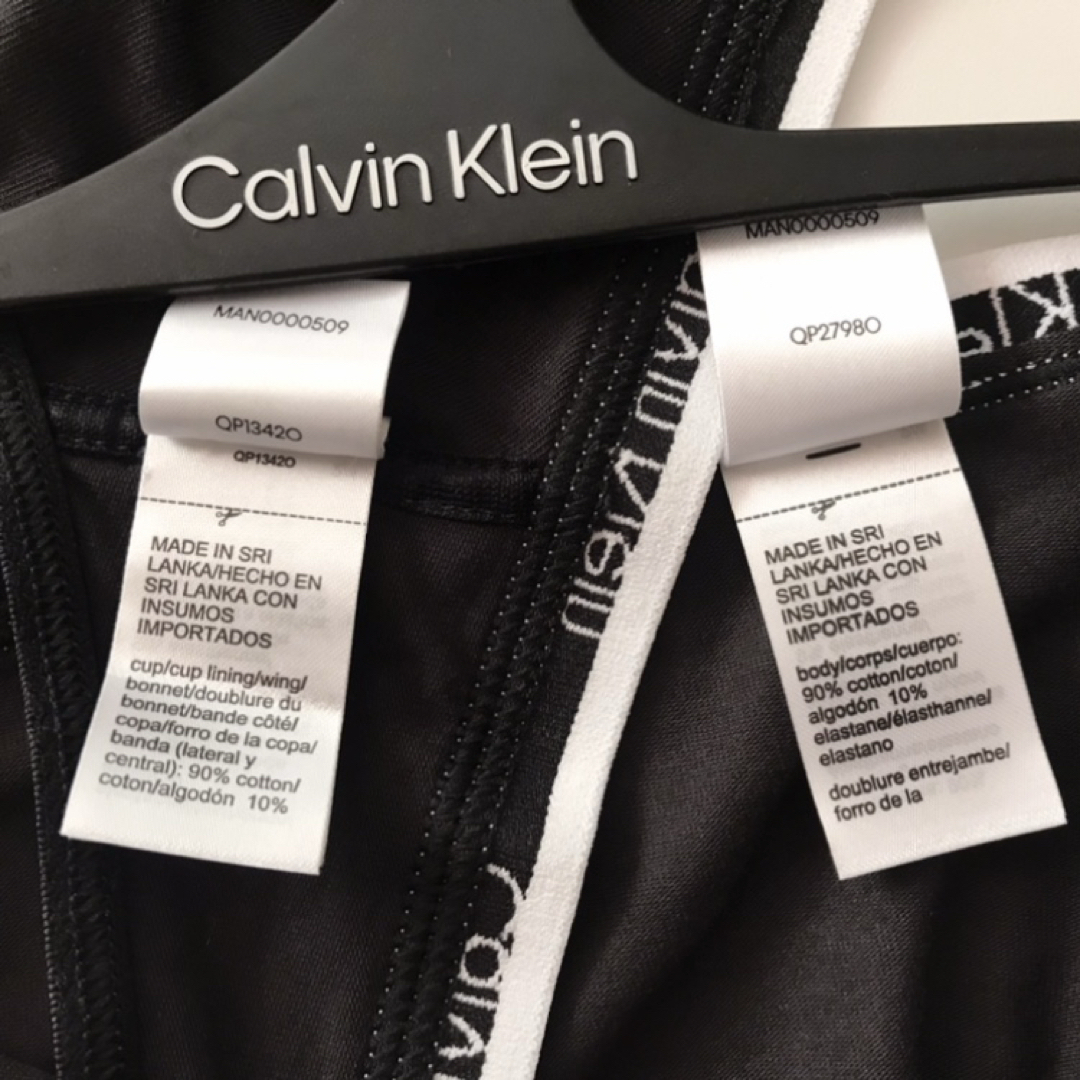 Calvin Klein
MAN0000509
QP1342O
QP1342O
MADE IN SRI
LANKA/HECHO EN
SRI LANKA CON
INSUMOS
IMPORTADOS
cup/cup lining/wing/
bonnet/doublure du
bonnet/bande côté/
copa/forro de la copa/
banda (lateral y
central): 90% cotton/
coton/algodón 10%
MAN0000509
QP2798O
MADE IN SRI
LANKA/HECHO EN
SRI LANKA CON
INSUMOS
IMPORTADOS
body/corps/cuerpo:
90% cotton/coton/
algodón 10%
elastane/élasthanne/
elastano
doublure entrejambe/
forro de la